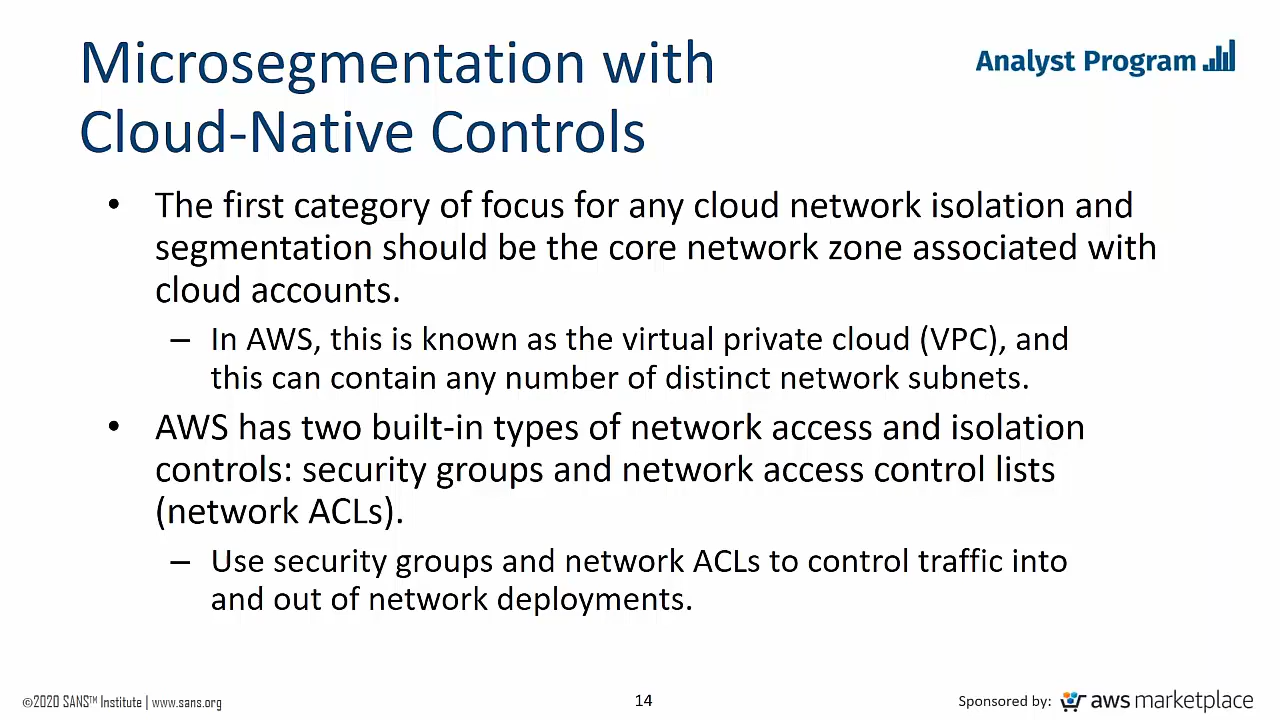 Microsegmentation with
Cloud-Native Controls
Analyst Program
• The first category of focus for any cloud network isolation and
segmentation should be the core network zone associated with
cloud accounts.
– In AWS, this is known as the virtual private cloud (VPC), and
this can contain any number of distinct network subnets.
• AWS has two built-in types of network access and isolation
controls: security groups and network access control lists
(network ACLs).
– Use security groups and network ACLs to control traffic into
and out of network deployments.
©2020 SANS™ Institute | www.sans.org
14
Sponsored by: aws marketplace